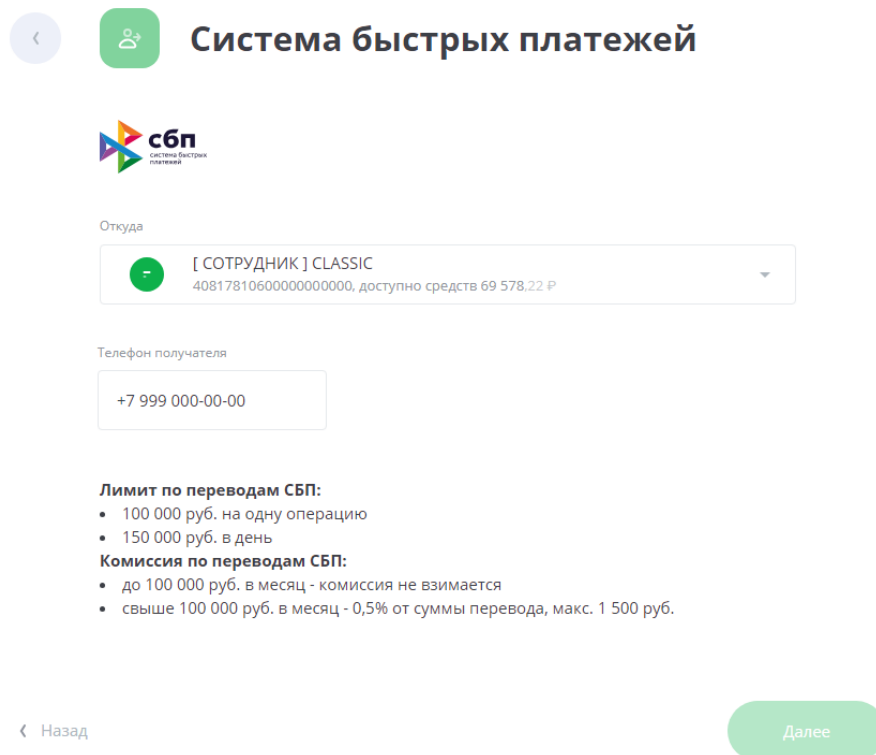 Система быстрых платежей
сбп
система быстрых
платежей
Откуда
[ СОТРУДНИК ] CLASSIC
40817810600000000000, доступно средств 69 578,22 ₽
Телефон получателя
+7 999 000-00-00
Лимит по переводам СБП:
• 100 000 руб. на одну операцию
• 150 000 руб. в день
Комиссия по переводам СБП:
• до 100 000 руб. в месяц - комиссия не взимается
• свыше 100 000 руб. в месяц - 0,5% от суммы перевода, макс. 1 500 руб.
Назад
Далее